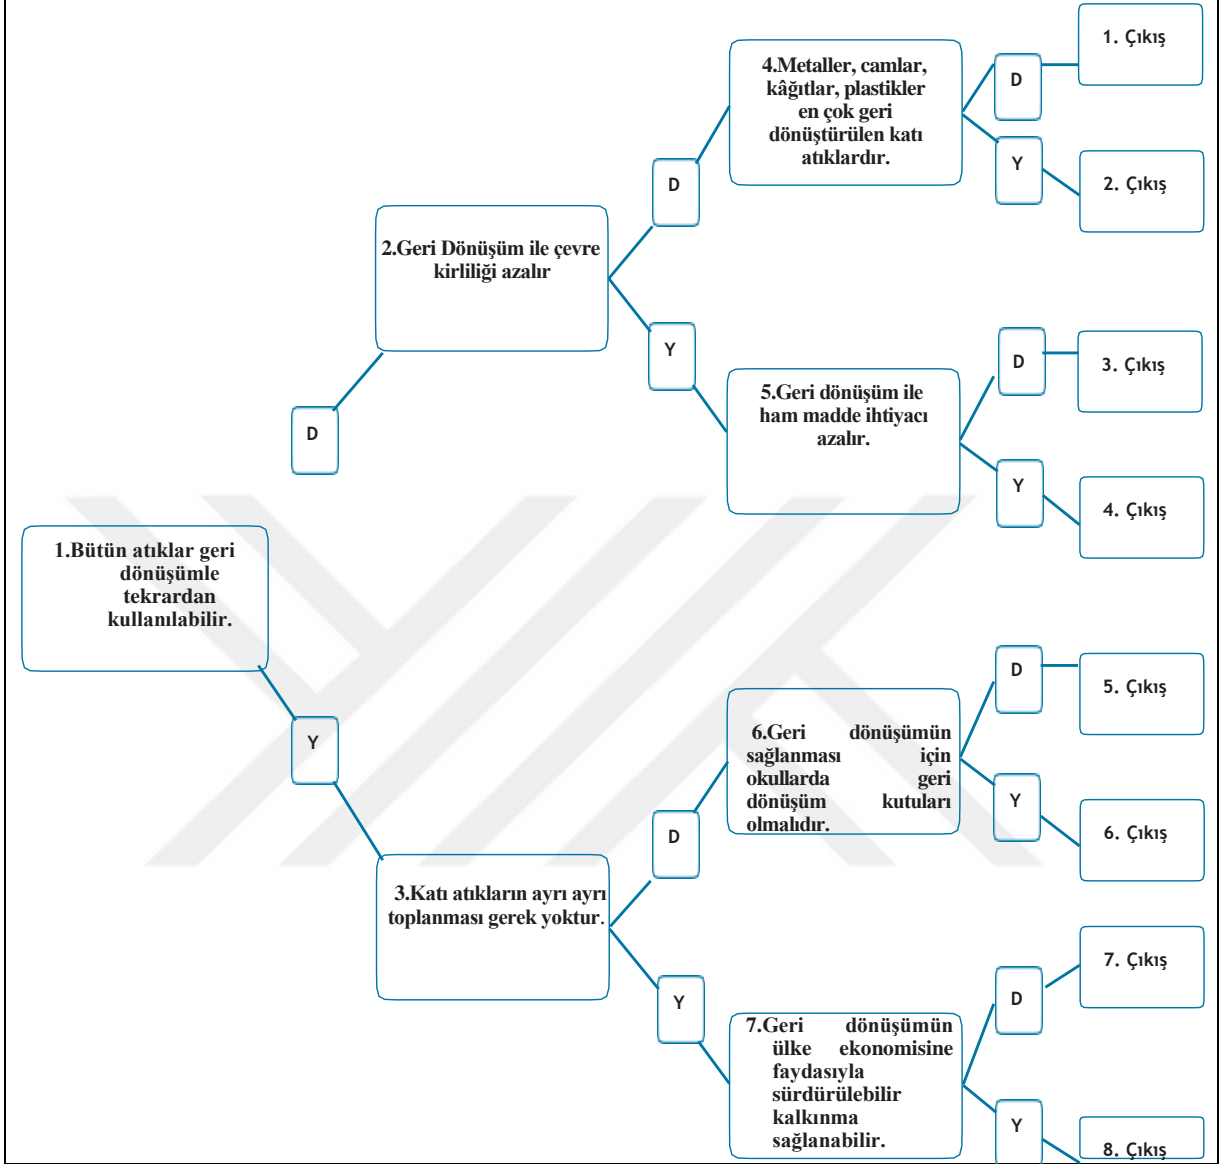 1.Bütün atıklar geri
dönüşümle
tekrardan
kullanılabilir.
D
Y
2.Geri Dönüşüm ile çevre
kirliliği azalır
D
Y
3.Katı atıkların ayrı ayrı
toplanması gerek yoktur.
D
Y
4.Metaller, camlar,
kâğıtlar, plastikler
en çok geri
dönüştürülen katı
atıklardır.
D
Y
5.Geri dönüşüm ile
ham madde ihtiyacı
azalır.
D
Y
6.Geri dönüşümün
sağlanması için
okullarda geri
dönüşüm kutuları
olmalıdır.
D
Y
7.Geri dönüşümün
ülke ekonomisine
faydasıyla
sürdürülebilir
kalkınma
sağlanabilir.
D
Y
1. Çıkış
2. Çıkış
3. Çıkış
4. Çıkış
5. Çıkış
6. Çıkış
7. Çıkış
8. Çıkış